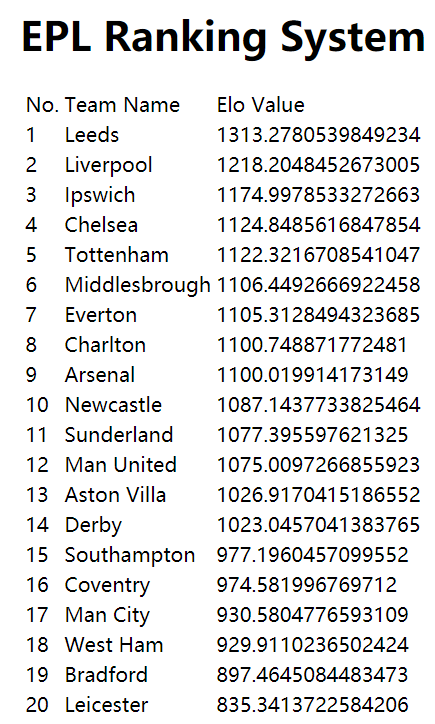 EPL Ranking System
No. Team Name Elo Value
1 Leeds 1313.2780539849234
2 Liverpool 1218.2048452673005
3 Ipswich 1174.9978533272663
4 Chelsea 1124.8485616847854
5 Tottenham 1122.3216708541047
6 Middlesbrough 1106.4492666922458
7 Everton 1105.3128494323685
8 Charlton 1100.748871772481
9 Arsenal 1100.019914173149
10 Newcastle 1087.1437733825464
11 Sunderland 1077.395597621325
12 Man United 1075.0097266855923
13 Aston Villa 1026.9170415186552
14 Derby 1023.0457041383765
15 Southampton 977.1960457099552
16 Coventry 974.581996769712
17 Man City 930.5804776593109
18 West Ham 929.9110236502424
19 Bradford 897.4645084483473
20 Leicester 835.3413722584206